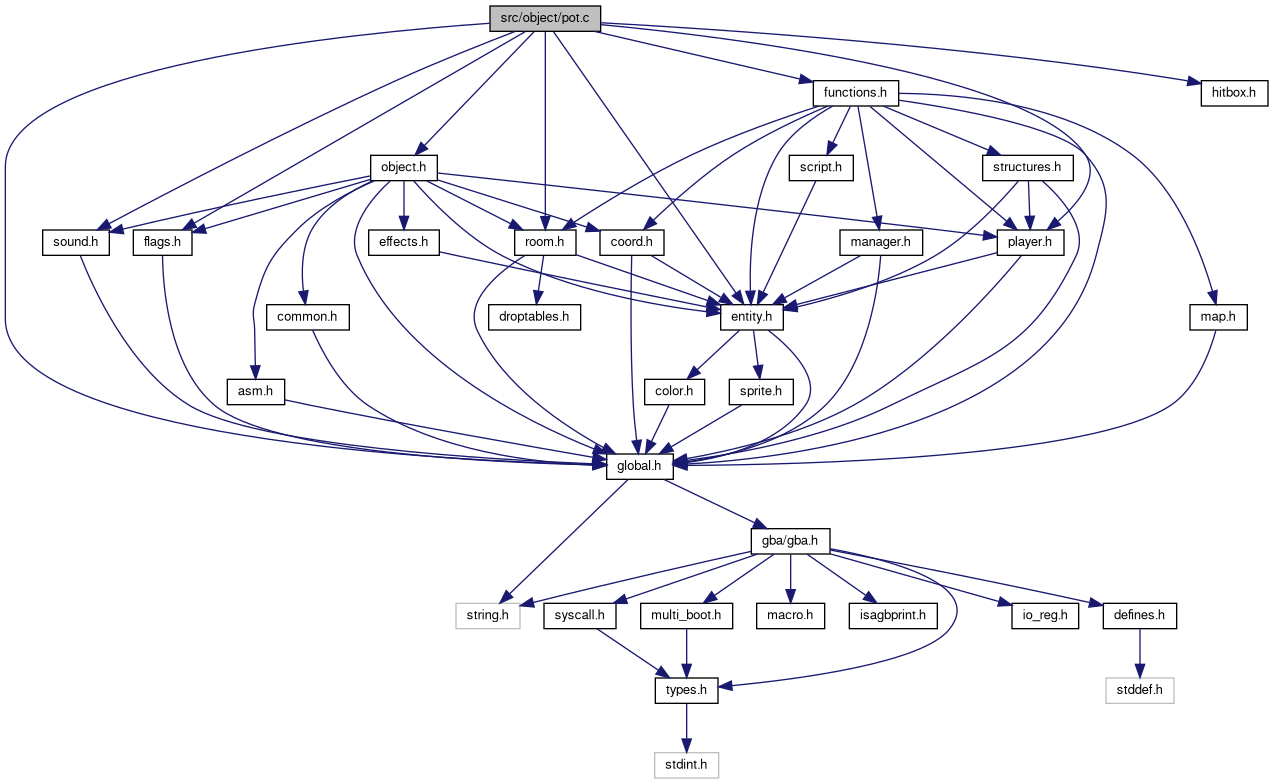 src/object/pot.c
functions.h
hitbox.h
object.h
script.h
structures.h
sound.h
flags.h
effects.h
room.h
coord.h
manager.h
player.h
common.h
droptables.h
entity.h
map.h
asm.h
color.h
sprite.h
global.h
gba/gba.h
string.h
syscall.h
multi_boot.h
macro.h
isagbprint.h
io_reg.h
defines.h
types.h
stddef.h
stdint.h